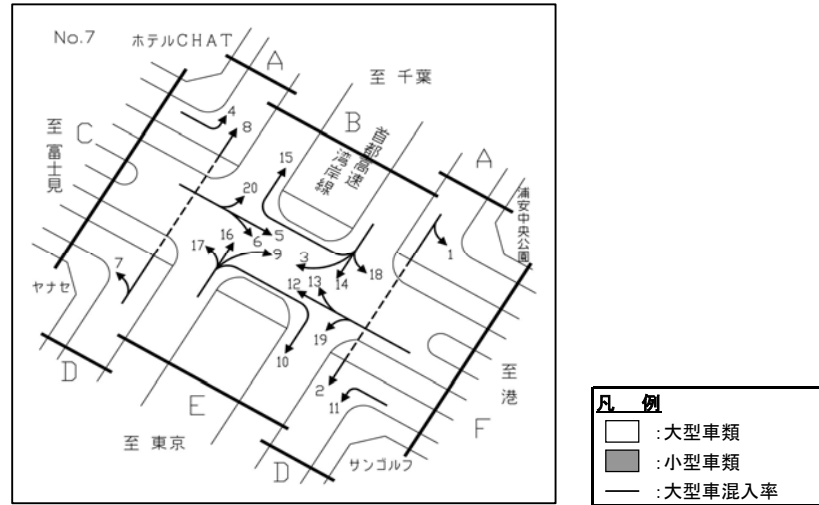 No.7
ホテルCHAT
A
至 千葉
B
A
首都高速
湾岸線
至 富士見
C
浦安中央公園
4
8
15
20
6
5
16
17
9
3
14
18
1
7
12
13
19
10
2
11
ヤナセ
D
E
至 東京
D
サンゴルフ
至 港
F
凡 例
:大型車類
:小型車類
:大型車混入率